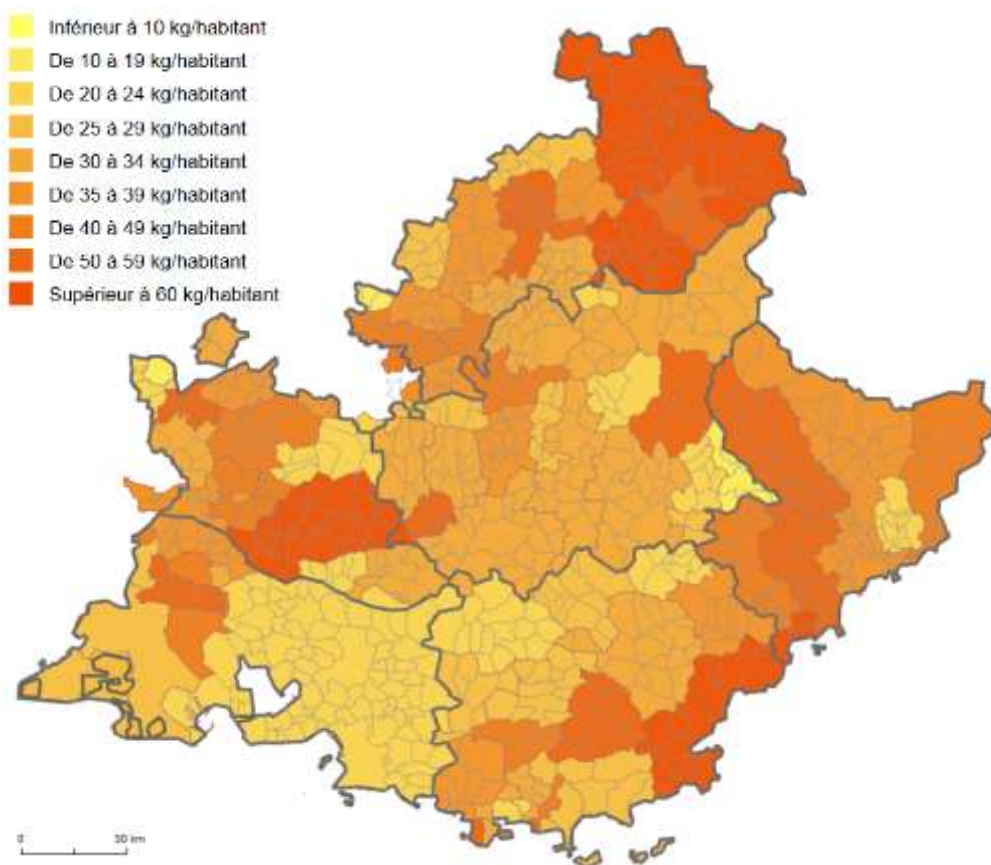 Inférieur à 10 kg/habitant
De 10 à 19 kg/habitant
De 20 à 24 kg/habitant
De 25 à 29 kg/habitant
De 30 à 34 kg/habitant
De 35 à 39 kg/habitant
De 40 à 49 kg/habitant
De 50 à 59 kg/habitant
Supérieur à 60 kg/habitant
0 30 km